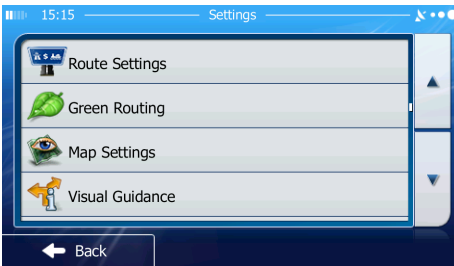 15:15
Settings
Route Settings
Green Routing
Map Settings
Visual Guidance
Back